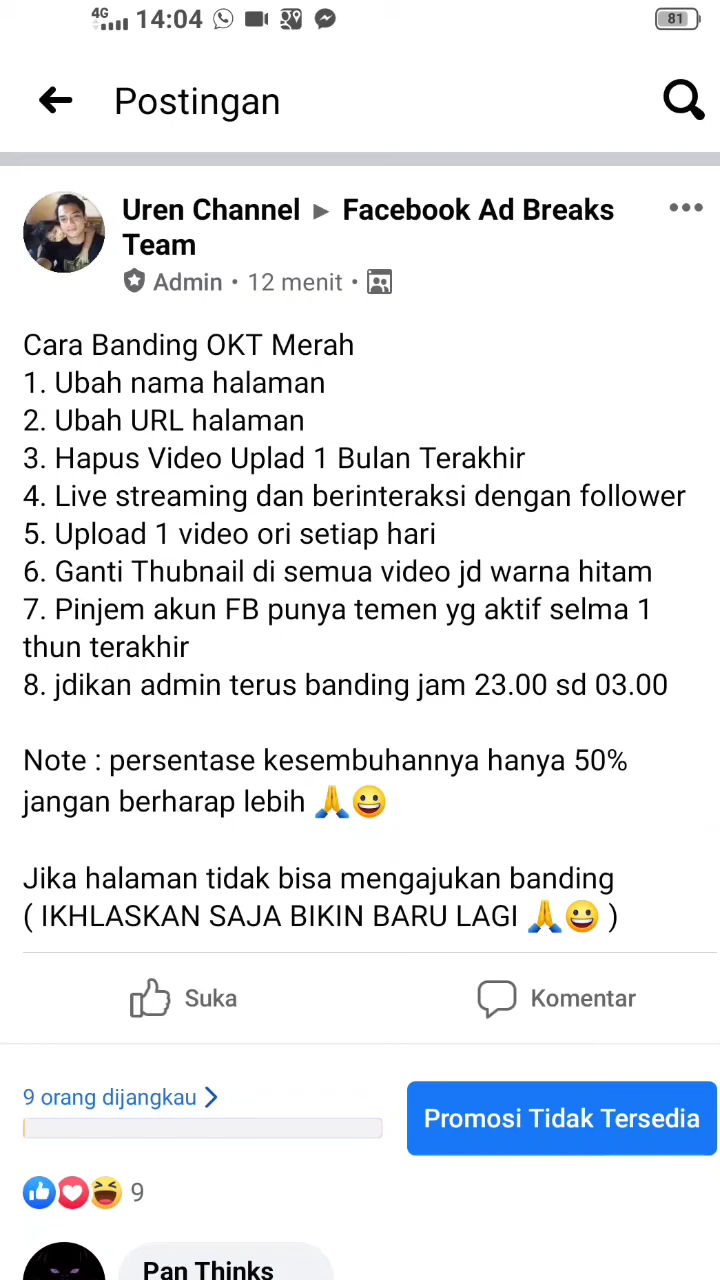 4G 14:04 81
Postingan
Uren Channel ▶ Facebook Ad Breaks
Team
Admin • 12 menit •
Cara Banding OKT Merah
1. Ubah nama halaman
2. Ubah URL halaman
3. Hapus Video Uplad 1 Bulan Terakhir
4. Live streaming dan berinteraksi dengan follower
5. Upload 1 video ori setiap hari
6. Ganti Thubnail di semua video jd warna hitam
7. Pinjem akun FB punya temen yg aktif selma 1
thun terakhir
8. jdikan admin terus banding jam 23.00 sd 03.00
Note : persentase kesembuhannya hanya 50%
jangan berharap lebih 🙏😀
Jika halaman tidak bisa mengajukan banding
( IKHLASKAN SAJA BIKIN BARU LAGI 🙏😀 )
Suka Komentar
9 orang dijangkau
Promosi Tidak Tersedia
9
Pan Thinks